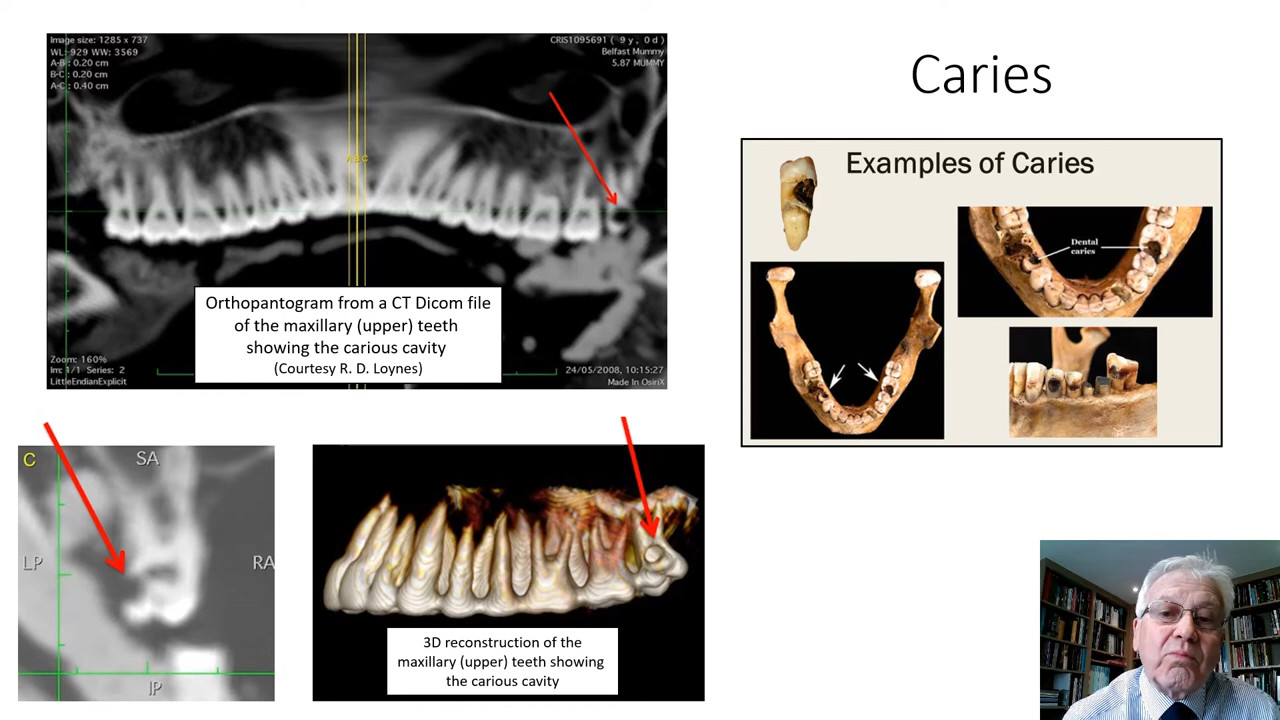 Image size: 1285 x 737
WL: 929 WW: 3569
A-B: 0.20 cm
B-C: 0.20 cm
A-C: 0.40 cm
CRIS1095691 ( 9 y, 0 d)
Belfast Mummy
5.87 MUMMY
A B C
Orthopantogram from a CT Dicom file
of the maxillary (upper) teeth
showing the carious cavity
(Courtesy R. D. Loynes)
Zoom: 160%
Im: 1/1 Series: 2
LittleEndianExplicit
24/05/2008, 10:15:27
Made In OsiriX
Caries
Examples of Caries
Dental
caries
C
SA
LP
RA
IP
3D reconstruction of the
maxillary (upper) teeth showing
the carious cavity